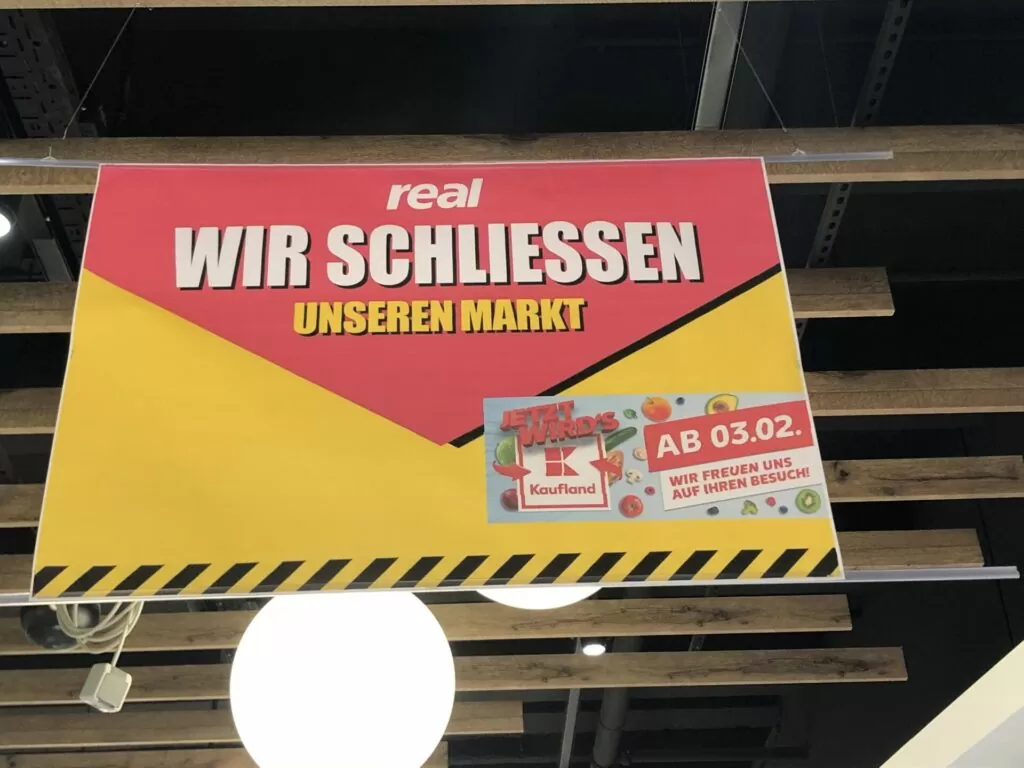 real
WIR SCHLIESSEN
UNSEREN MARKT
JETZT
WIRD'S
Kaufland
AB 03.02.
WIR FREUEN UNS
AUF IHREN BESUCH!